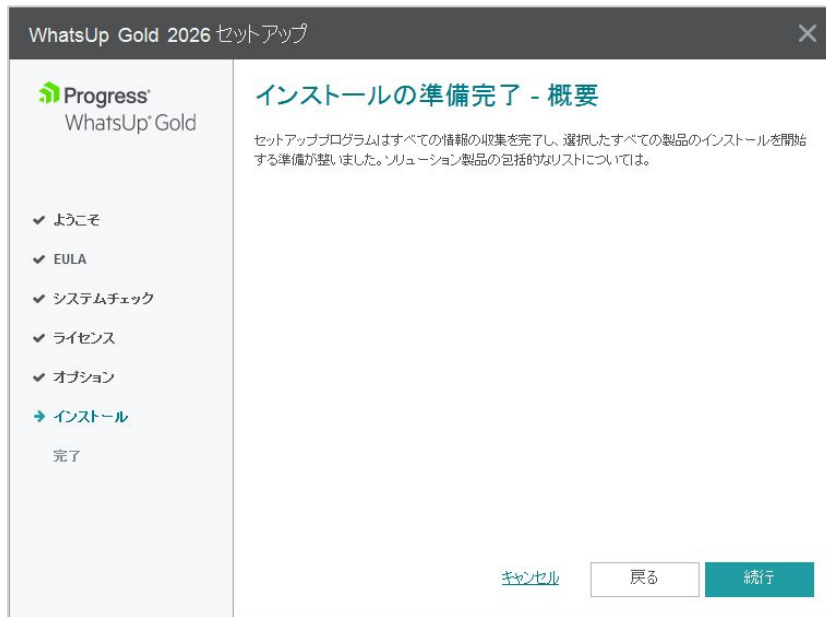 WhatsUp Gold 2026 セットアップ
Progress®
WhatsUp® Gold
ようこそ
EULA
システムチェック
ライセンス
オプション
インストール
完了
インストールの準備完了 - 概要
セットアッププログラムはすべての情報の収集を完了し、選択したすべての製品のインストールを開始
する準備が整いました。ソリューション製品の包括的なリストについては。
キャンセル
戻る
続行